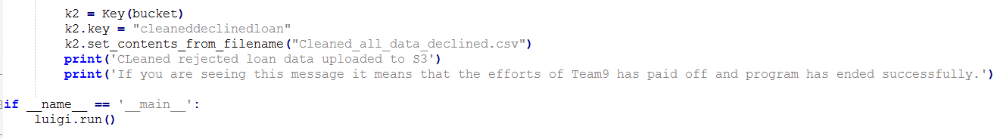 k2 = Key(bucket)
k2.key = "cleaneddeclinedloan"
k2.set_contents_from_filename("Cleaned_all_data_declined.csv")
print('CLeaned rejected loan data uploaded to S3')
print('If you are seeing this message it means that the efforts of Team9 has paid off and program has ended successfully.')
if __name__ == '__main__':
luigi.run()